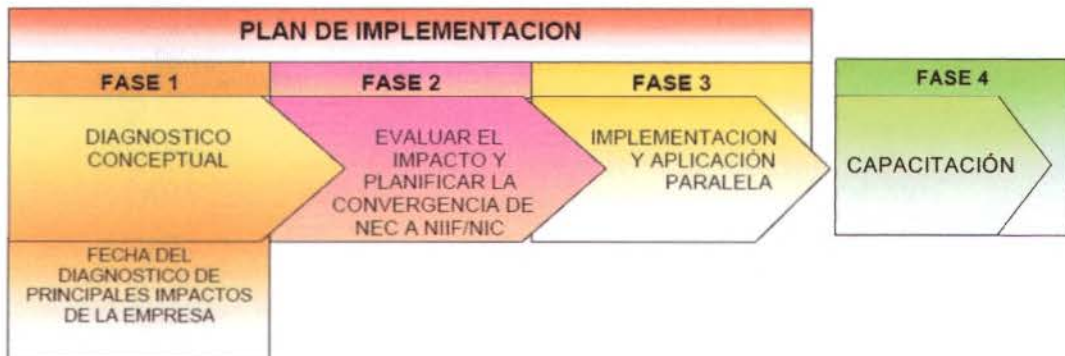 PLAN DE IMPLEMENTACION
FASE 1
DIAGNOSTICO
CONCEPTUAL
FECHA DEL
DIAGNOSTICO DE
PRINCIPALES IMPACTOS
DE LA EMPRESA
FASE 2
EVALUAR EL
IMPACTO Y
PLANIFICAR LA
CONVERGENCIA DE
NEC A NIIF/NIC
FASE 3
IMPLEMENTACION
Y APLICACIÓN
PARALELA
FASE 4
CAPACITACIÓN